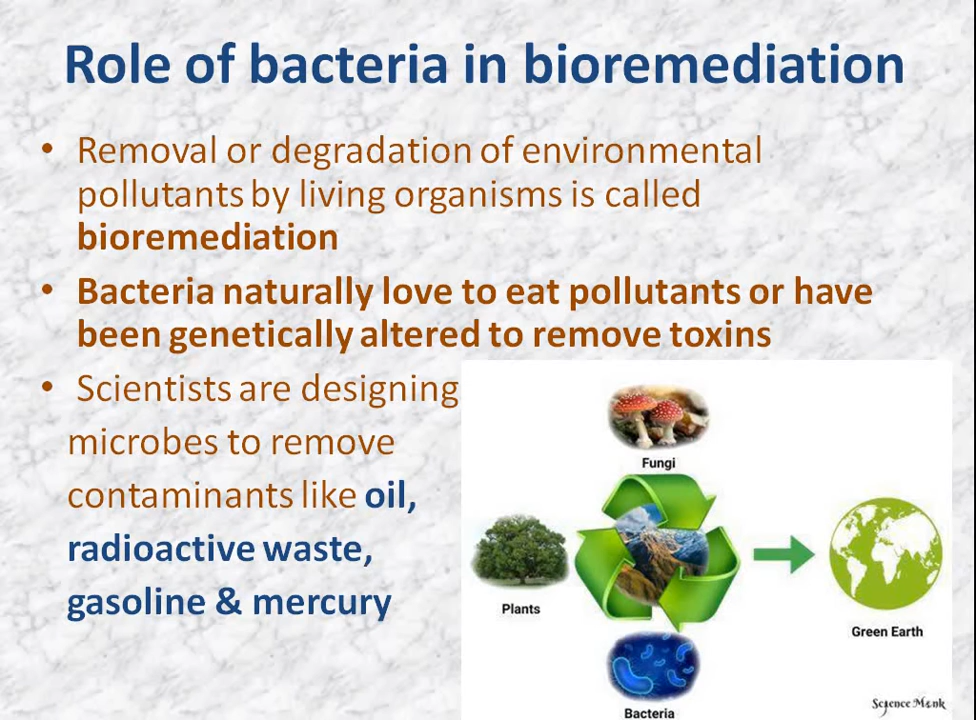 Role of bacteria in bioremediation
• Removal or degradation of environmental
pollutants by living organisms is called
bioremediation
• Bacteria naturally love to eat pollutants or have
been genetically altered to remove toxins
• Scientists are designing
microbes to remove
contaminants like oil,
radioactive waste,
gasoline & mercury
Fungi
Plants
Green Earth
Bacteria
Science Monk